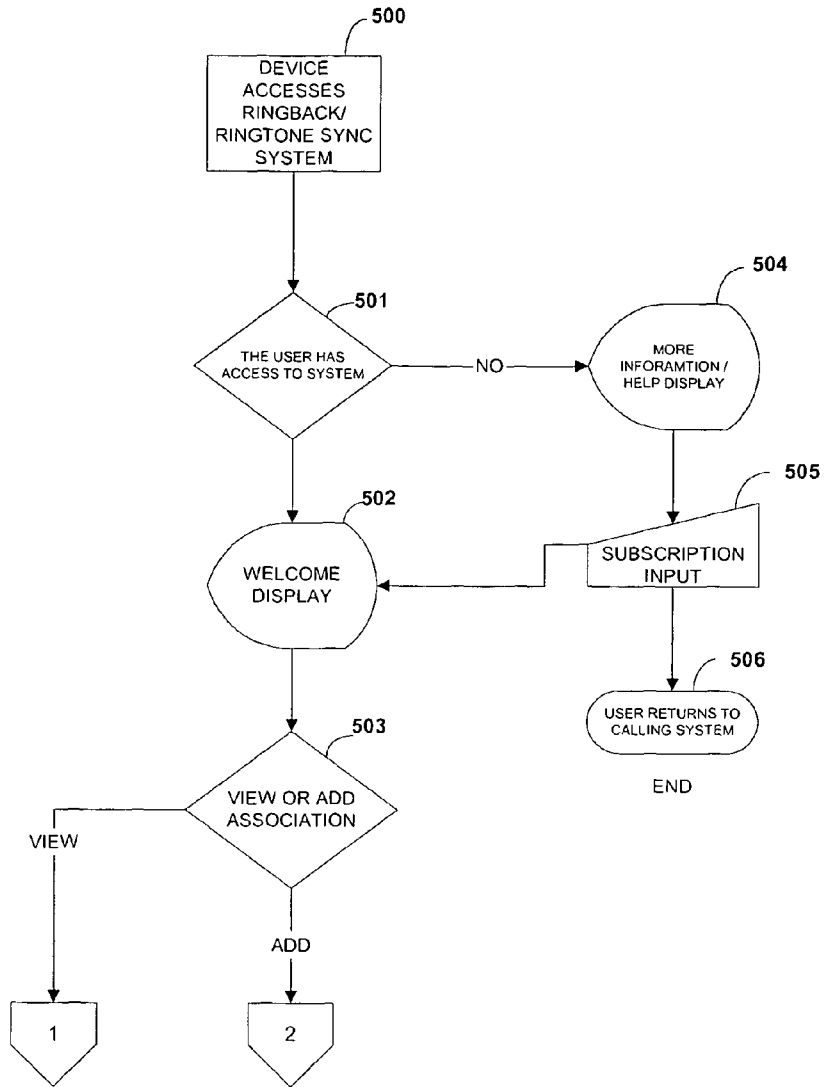 500
DEVICE
ACCESSES
RINGBACK/
RINGTONE SYNC
SYSTEM
501
THE USER HAS
ACCESS TO SYSTEM
NO
504
MORE
INFORAMTION /
HELP DISPLAY
502
WELCOME
DISPLAY
505
SUBSCRIPTION
INPUT
506
USER RETURNS TO
CALLING SYSTEM
END
503
VIEW OR ADD
ASSOCIATION
VIEW
ADD
1
2